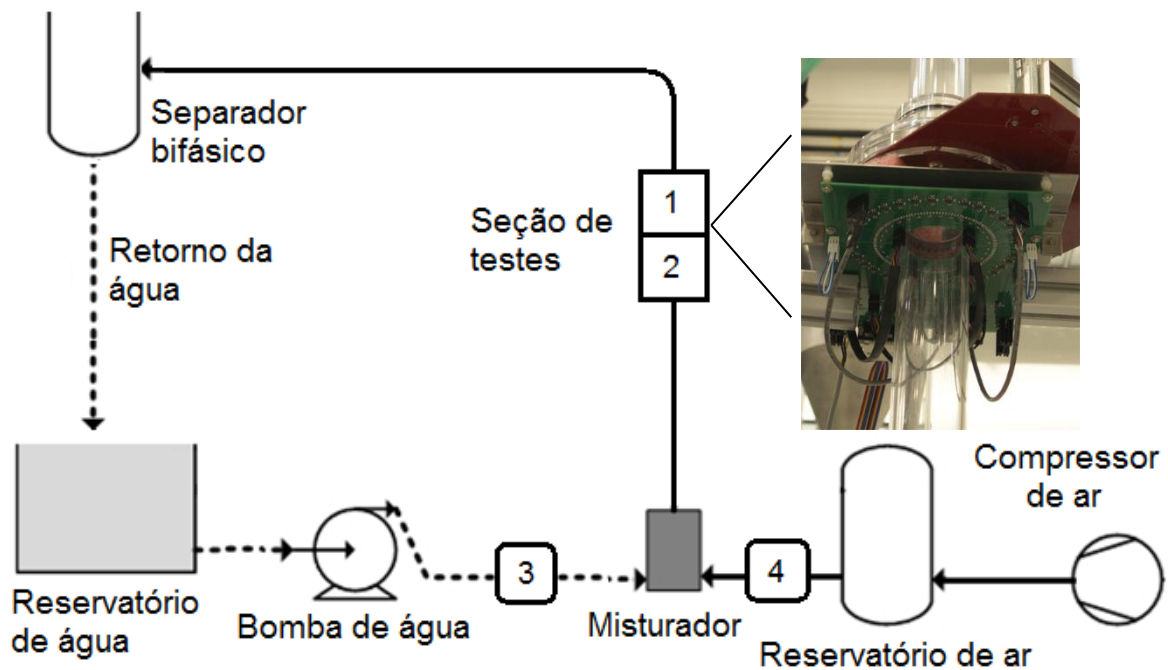 Separador
bifásico
1
Seção de
testes
2
Retorno da
água
Compressor
de ar
3
4
Reservatório
de água
Bomba de água
Misturador
Reservatório de ar